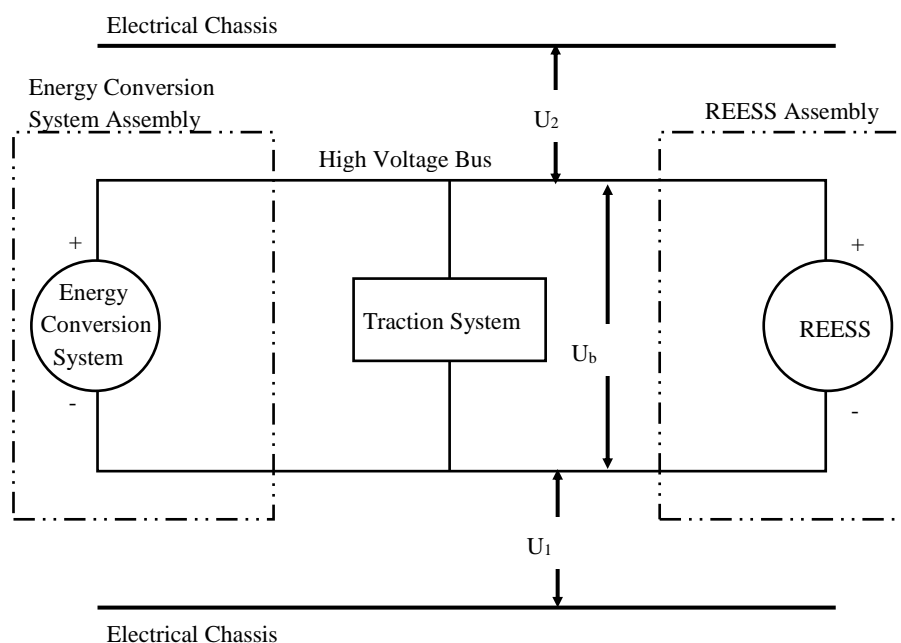 Electrical Chassis
Energy Conversion
System Assembly
U2
REESS Assembly
High Voltage Bus
+
+
Energy
Conversion
System
Traction System
REESS
Ub
-
-
U1
Electrical Chassis